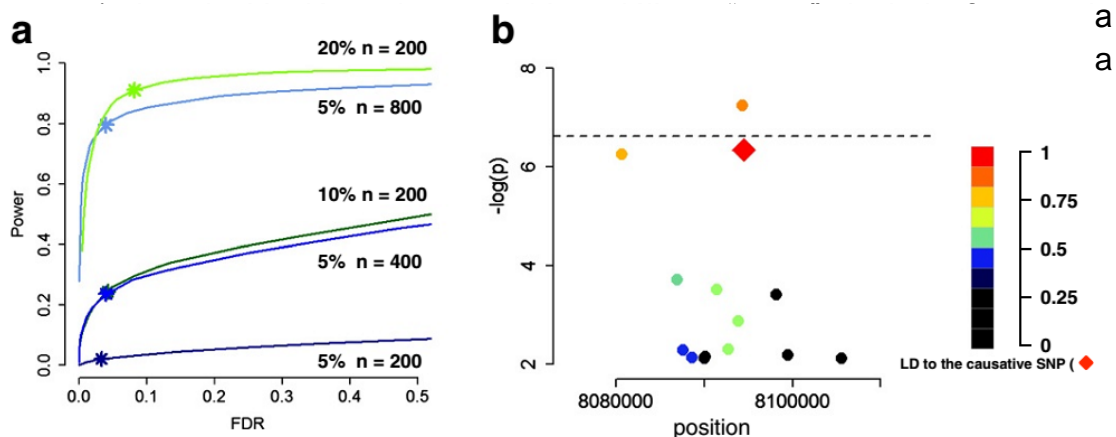 a
20% n = 200
5% n = 800
10% n = 200
5% n = 400
5% n = 200
Power
0.0
0.2
0.4
0.6
0.8
1.0
0.0
0.1
0.2
0.3
0.4
0.5
FDR
b
8
6
4
2
-log(p)
8080000
8100000
position
1
0.75
0.5
0.25
0
LD to the causative SNP (
a
a